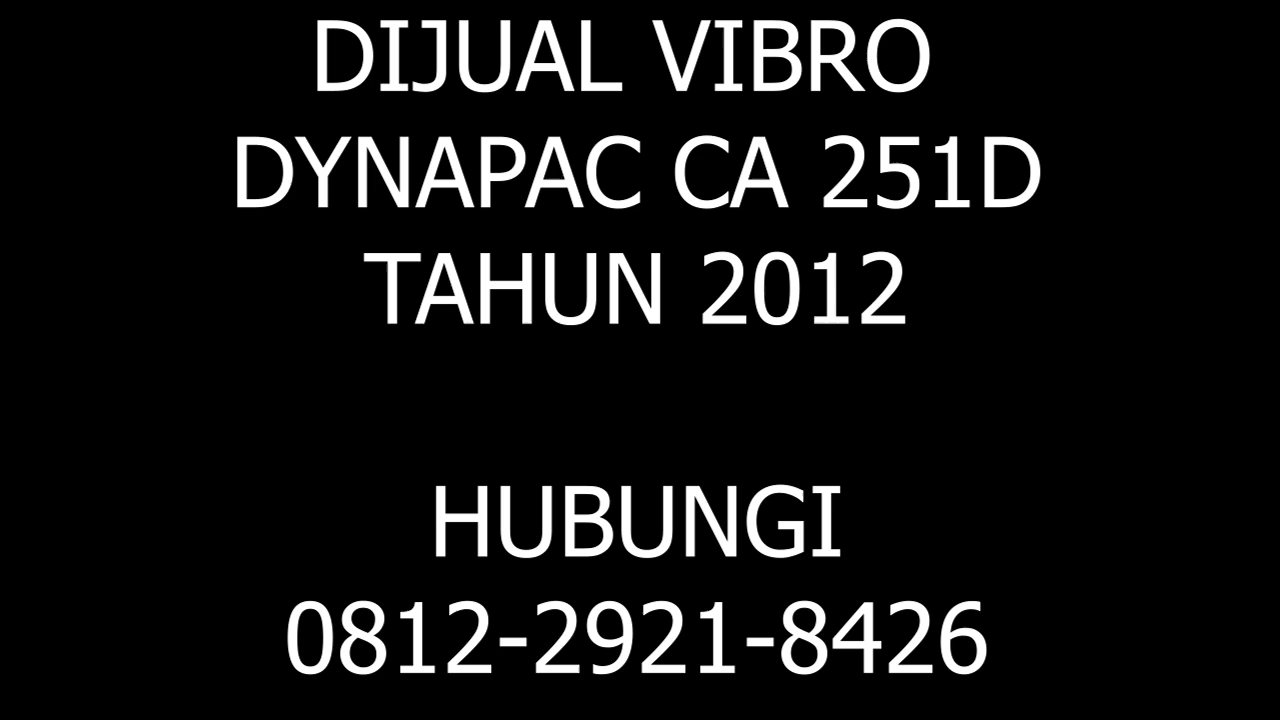 DIJUAL VIBRO
DYNAPAC CA 251D
TAHUN 2012
HUBUNGI
0812-2921-8426